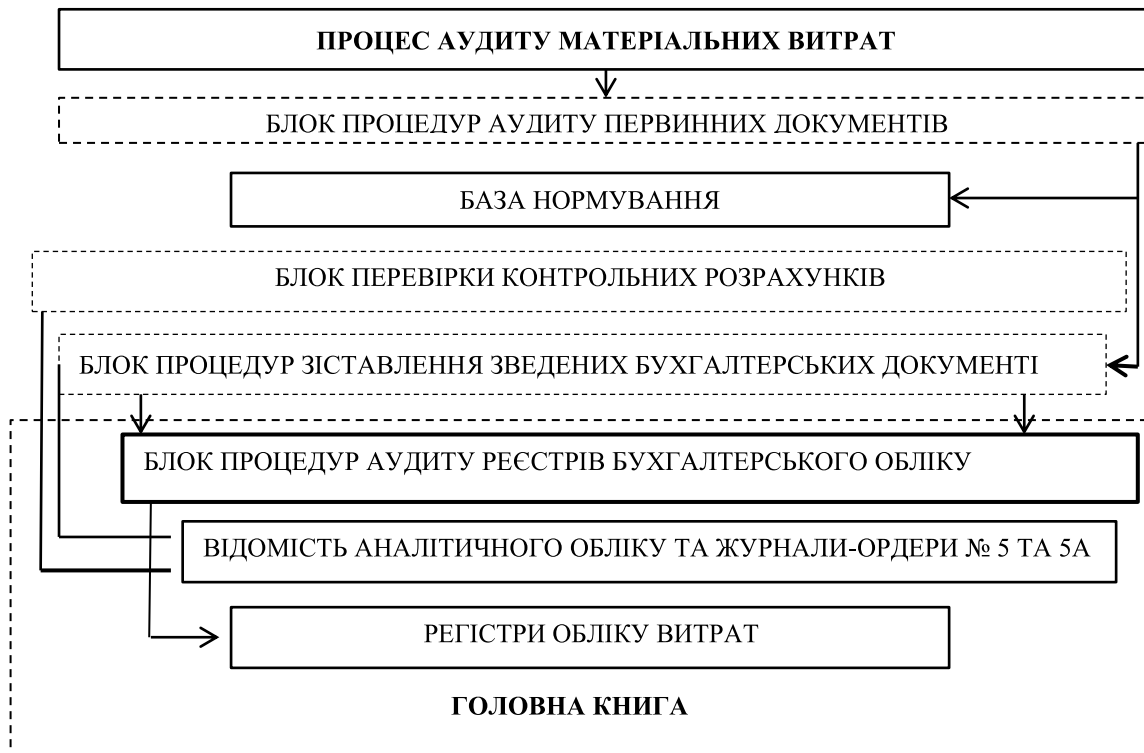 ПРОЦЕС АУДИТУ МАТЕРІАЛЬНИХ ВИТРАТ
БЛОК ПРОЦЕДУР АУДИТУ ПЕРВИННИХ ДОКУМЕНТІВ
БАЗА НОРМУВАННЯ
БЛОК ПЕРЕВІРКИ КОНТРОЛЬНИХ РОЗРАХУНКІВ
БЛОК ПРОЦЕДУР ЗІСТАВЛЕННЯ ЗВЕДЕНИХ БУХГАЛТЕРСЬКИХ ДОКУМЕНТІ
БЛОК ПРОЦЕДУР АУДИТУ РЕЄСТРІВ БУХГАЛТЕРСЬКОГО ОБЛІКУ
ВІДОМІСТЬ АНАЛІТИЧНОГО ОБЛІКУ ТА ЖУРНАЛИ-ОРДЕРИ № 5 ТА 5А
РЕГІСТРИ ОБЛІКУ ВИТРАТ
ГОЛОВНА КНИГА